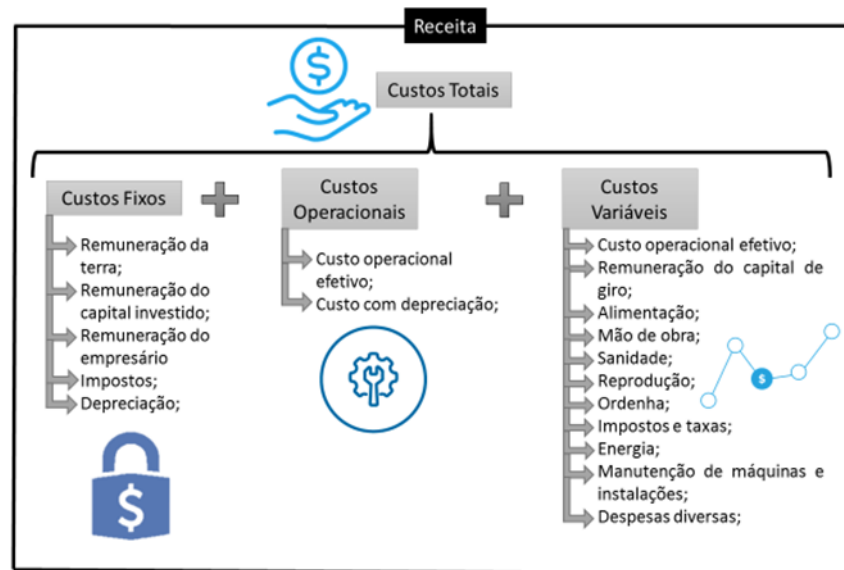 Receita
$
Custos Totais
Custos Fixos
Remuneração da
terra;
Remuneração do
capital investido;
Remuneração do
empresário
Impostos;
Depreciação;
$
Custos
Operacionais
Custo operacional
efetivo;
Custo com depreciação;
Custos
Variáveis
Custo operacional efetivo;
Remuneração do capital de
giro;
Alimentação;
Mão de obra;
Sanidade;
Reprodução;
Ordenha;
Impostos e taxas;
Energia;
Manutenção de máquinas e
instalações;
Despesas diversas;
$